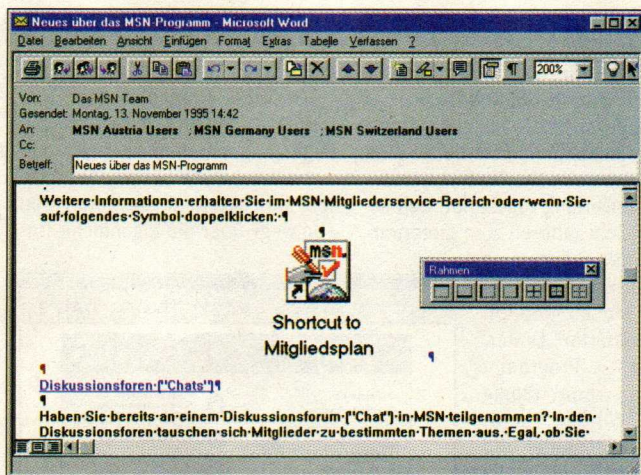 Neues über das MSN-Programm - Microsoft Word
Datei Bearbeiten Ansicht Einfügen Format Extras Tabelle Verfassen ?
200%
Von: Das MSN Team
Gesendet: Montag, 13. November 1995 14:42
An: MSN Austria Users ; MSN Germany Users ; MSN Switzerland Users
Cc:
Betreff: Neues über das MSN-Programm
Weitere·Informationen·erhalten·Sie·im·MSN·Mitgliederservice-Bereich·oder·wenn·Sie·
auf·folgendes·Symbol·doppelklicken:·¶
¶
msn.
Rahmen
Shortcut to
Mitgliedsplan
¶
¶
Diskussionsforen·("Chats")¶
¶
Haben·Sie·bereits·an·einem·Diskussionsforum·("Chat")·in·MSN·teilgenommen?·In·den·
Diskussionsforen·tauschen·sich·Mitglieder·zu·bestimmten·Themen·aus.·Egal,·ob·Sie·